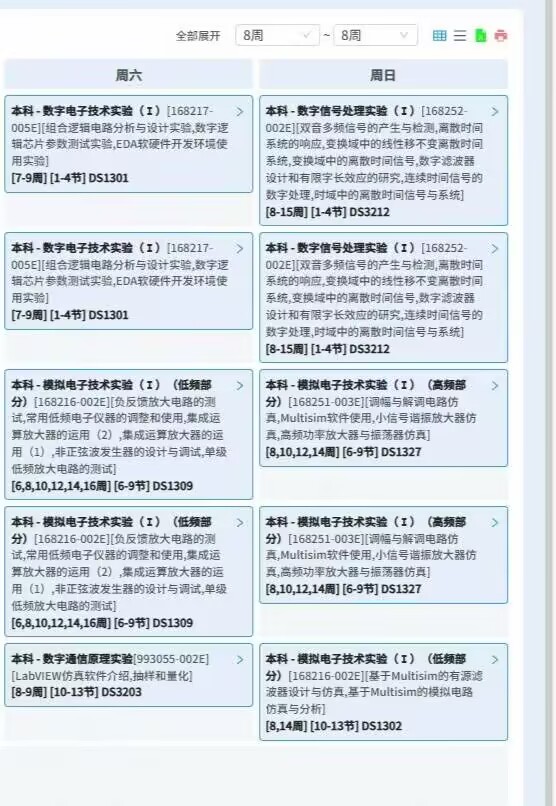 全部展开 8周 ~ 8周
周六 周日
本科 - 数字电子技术实验（Ⅰ）[168217-
005E][组合逻辑电路分析与设计实验,数字逻
辑芯片参数测试实验,EDA软硬件开发环境使
用实验]
[7-9周] [1-4节] DS1301
本科 - 数字信号处理实验（Ⅰ）[168252-
002E][双音多频信号的产生与检测,离散时间
系统的响应,变换域中的线性移不变离散时间
系统,变换域中的离散时间信号,数字滤波器
设计和有限字长效应的研究,连续时间信号的
数字处理,时域中的离散时间信号与系统]
[8-15周] [1-4节] DS3212
本科 - 数字电子技术实验（Ⅰ）[168217-
005E][组合逻辑电路分析与设计实验,数字逻
辑芯片参数测试实验,EDA软硬件开发环境使
用实验]
[7-9周] [1-4节] DS1301
本科 - 数字信号处理实验（Ⅰ）[168252-
002E][双音多频信号的产生与检测,离散时间
系统的响应,变换域中的线性移不变离散时间
系统,变换域中的离散时间信号,数字滤波器
设计和有限字长效应的研究,连续时间信号的
数字处理,时域中的离散时间信号与系统]
[8-15周] [1-4节] DS3212
本科 - 模拟电子技术实验（Ⅰ）（低频部
分）[168216-002E][负反馈放大电路的测
试,常用低频电子仪器的调整和使用,集成运
算放大器的运用（2）,集成运算放大器的运
用（1）,非正弦波发生器的设计与调试,单级
低频放大电路的测试]
[6,8,10,12,14,16周] [6-9节] DS1309
本科 - 模拟电子技术实验（Ⅰ）（高频部
分）[168251-003E][调幅与解调电路仿
真,Multisim软件使用,小信号谐振放大器仿
真,高频功率放大器与振荡器仿真]
[8,10,12,14周] [6-9节] DS1327
本科 - 模拟电子技术实验（Ⅰ）（低频部
分）[168216-002E][负反馈放大电路的测
试,常用低频电子仪器的调整和使用,集成运
算放大器的运用（2）,集成运算放大器的运
用（1）,非正弦波发生器的设计与调试,单级
低频放大电路的测试]
[6,8,10,12,14,16周] [6-9节] DS1309
本科 - 模拟电子技术实验（Ⅰ）（高频部
分）[168251-003E][调幅与解调电路仿
真,Multisim软件使用,小信号谐振放大器仿
真,高频功率放大器与振荡器仿真]
[8,10,12,14周] [6-9节] DS1327
本科 - 数字通信原理实验[993055-002E]
[LabVIEW仿真软件介绍,抽样和量化]
[8-9周] [10-13节] DS3203
本科 - 模拟电子技术实验（Ⅰ）（低频部
分）[168216-002E][基于Multisim的有源滤
波器设计与仿真,基于Multisim的模拟电路
仿真与分析]
[8,14周] [10-13节] DS1302